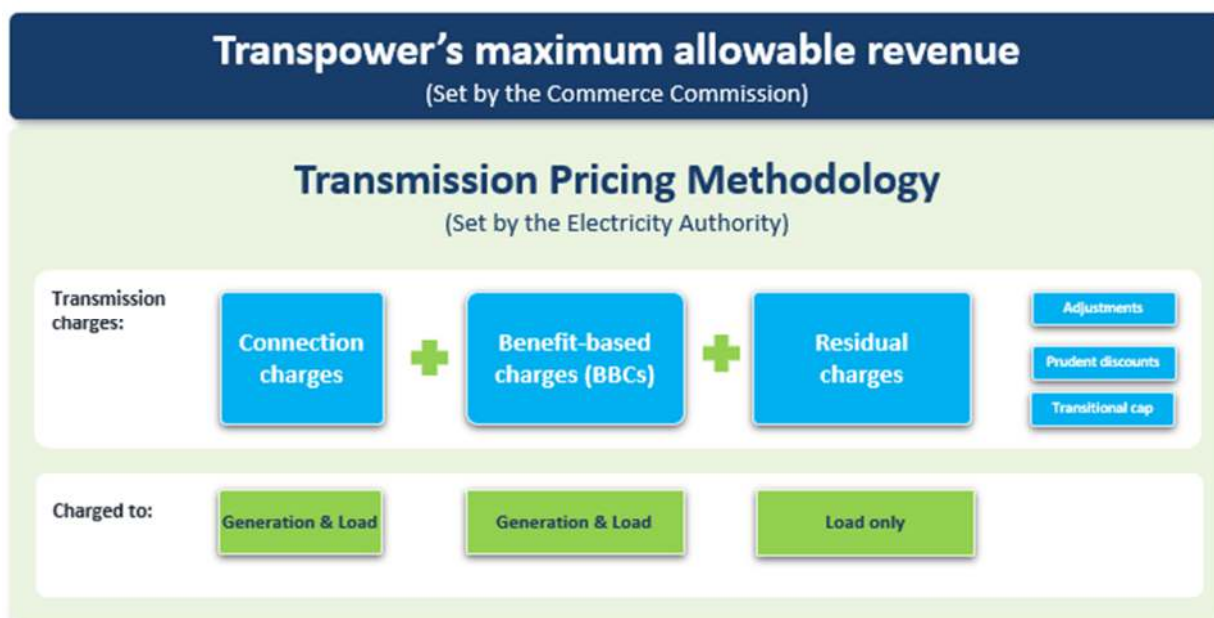 Transpower’s maximum allowable revenue
(Set by the Commerce Commission)
Transmission Pricing Methodology
(Set by the Electricity Authority)
Transmission
charges:
Connection
charges
Benefit-based
charges (BBCs)
Residual
charges
Adjustments
Prudent discounts
Transitional cap
Charged to:
Generation & Load
Generation & Load
Load only